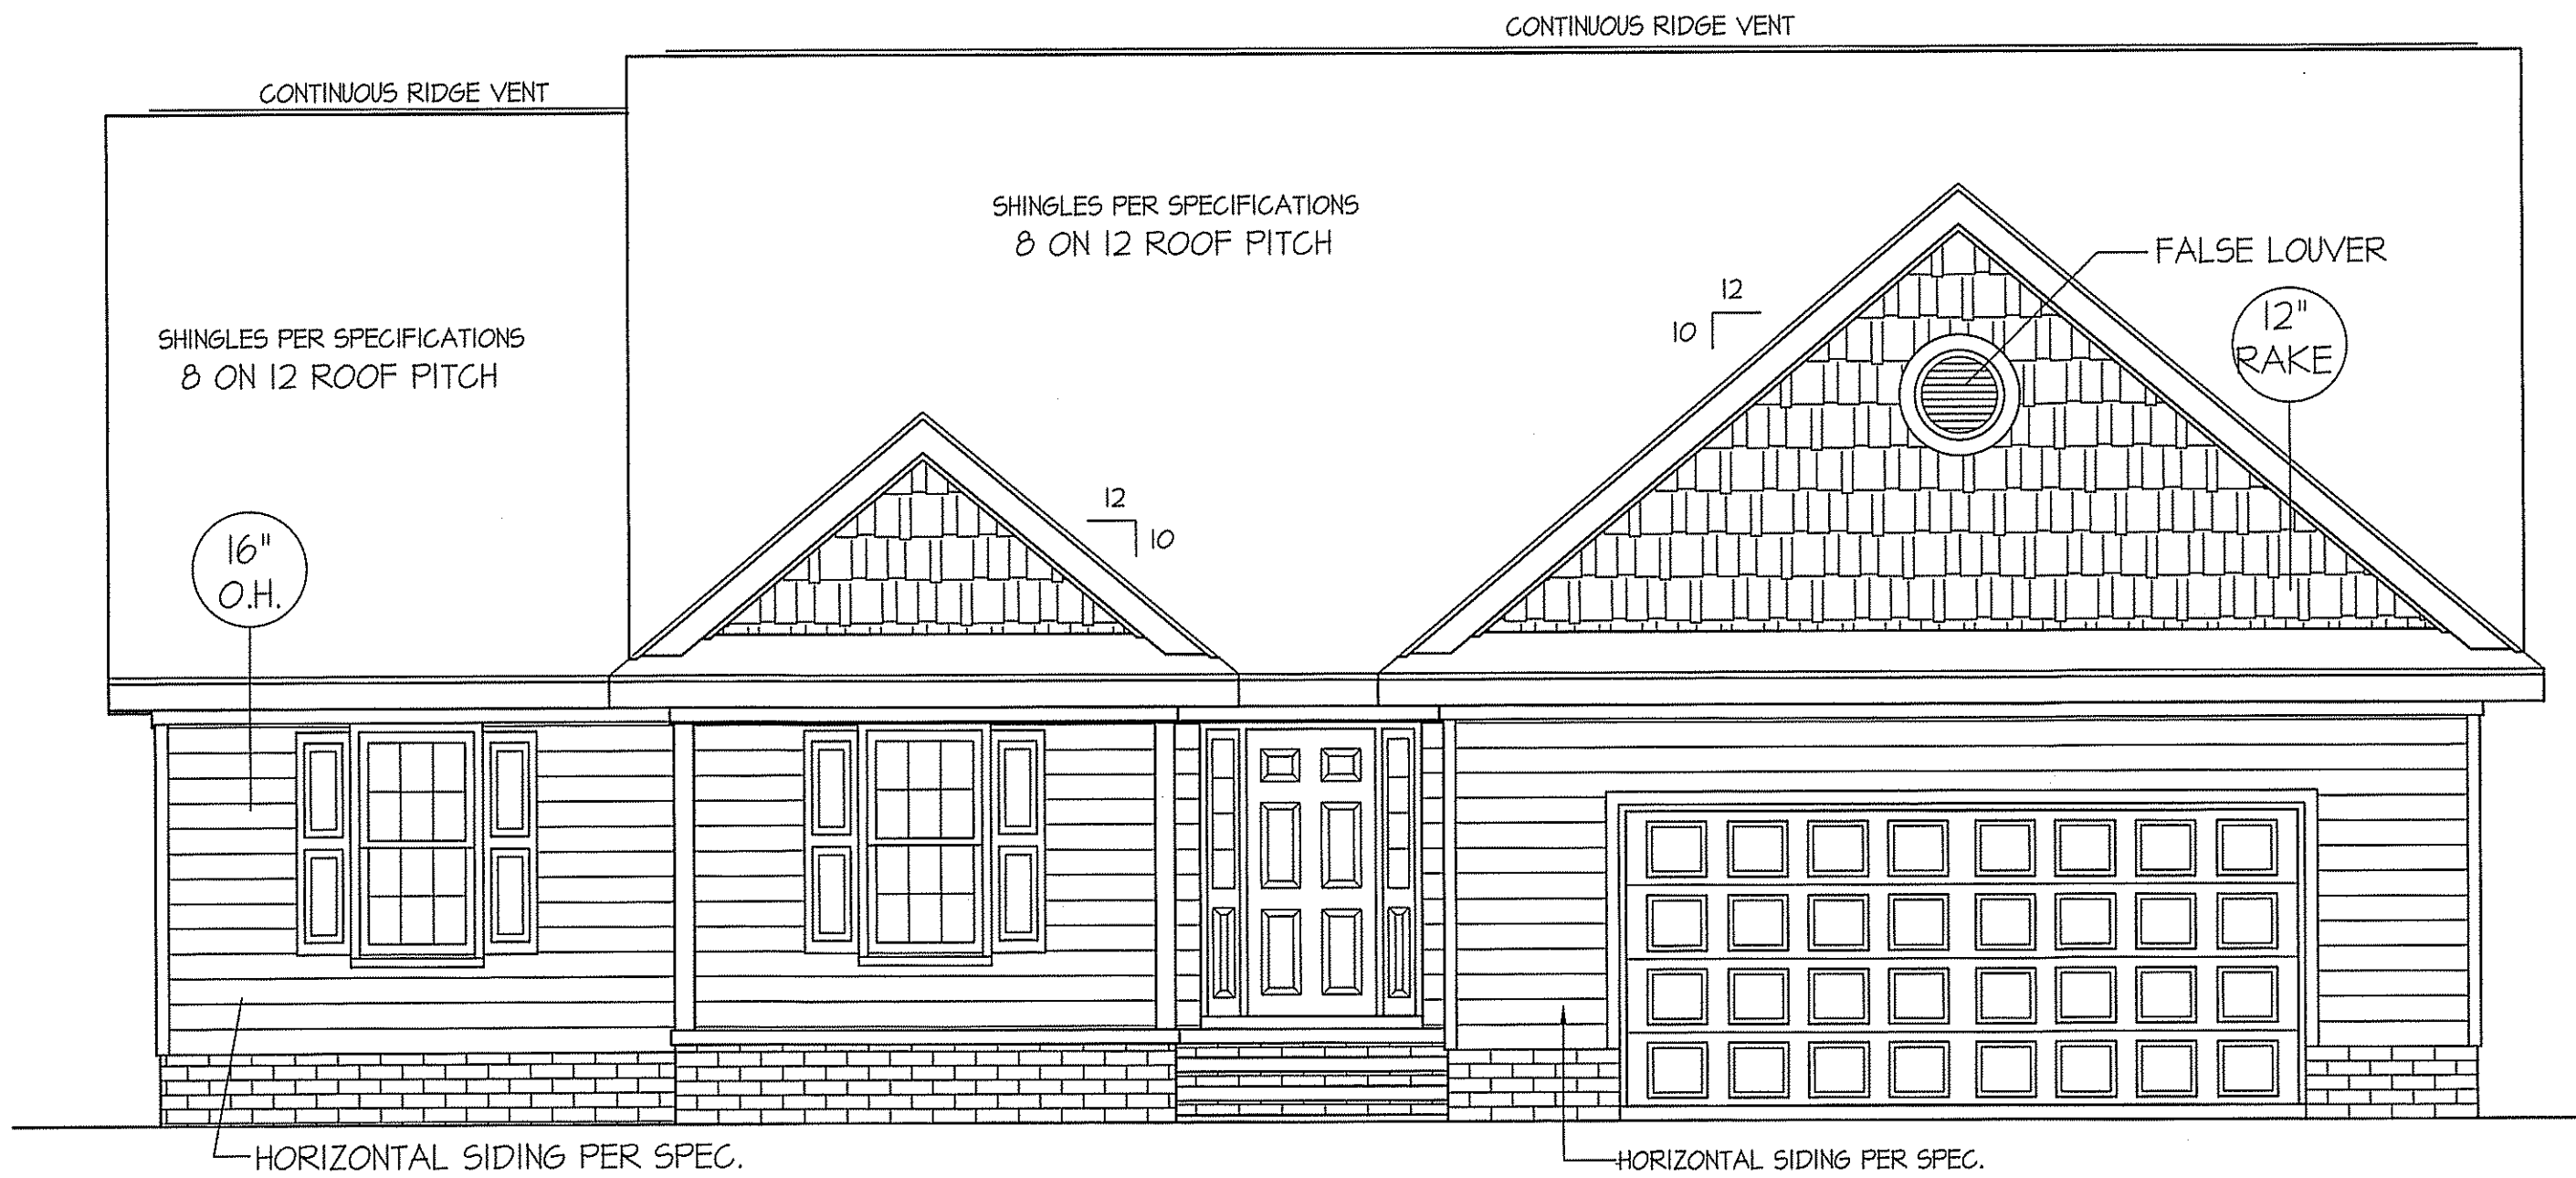 CONTINUOUS RIDGE VENT
CONTINUOUS RIDGE VENT
SHINGLES PER SPECIFICATIONS
8 ON 12 ROOF PITCH
FALSE LOUVER
12
10
12"
RAKE
SHINGLES PER SPECIFICATIONS
8 ON 12 ROOF PITCH
12
10
16"
O.H.
HORIZONTAL SIDING PER SPEC.
HORIZONTAL SIDING PER SPEC.